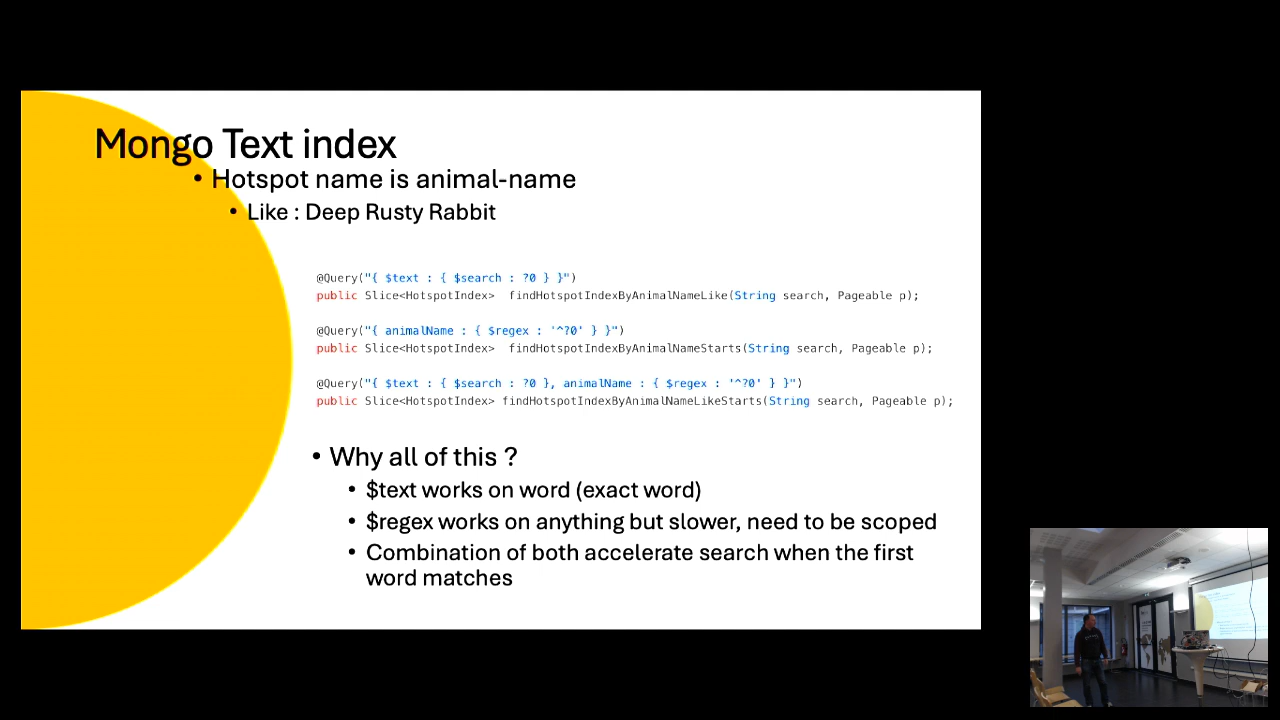 Mongo Text index
• Hotspot name is animal-name
• Like : Deep Rusty Rabbit
@Query("{ $text : { $search : ?0 } }")
public Slice<HotspotIndex>  findHotspotIndexByAnimalNameLike(String search, Pageable p);
@Query("{ animalName : { $regex : '^?0' } }")
public Slice<HotspotIndex>  findHotspotIndexByAnimalNameStarts(String search, Pageable p);
@Query("{ $text : { $search : ?0 }, animalName : { $regex : '^?0' } }")
public Slice<HotspotIndex> findHotspotIndexByAnimalNameLikeStarts(String search, Pageable p);
• Why all of this ?
• $text works on word (exact word)
• $regex works on anything but slower, need to be scoped
• Combination of both accelerate search when the first
word matches